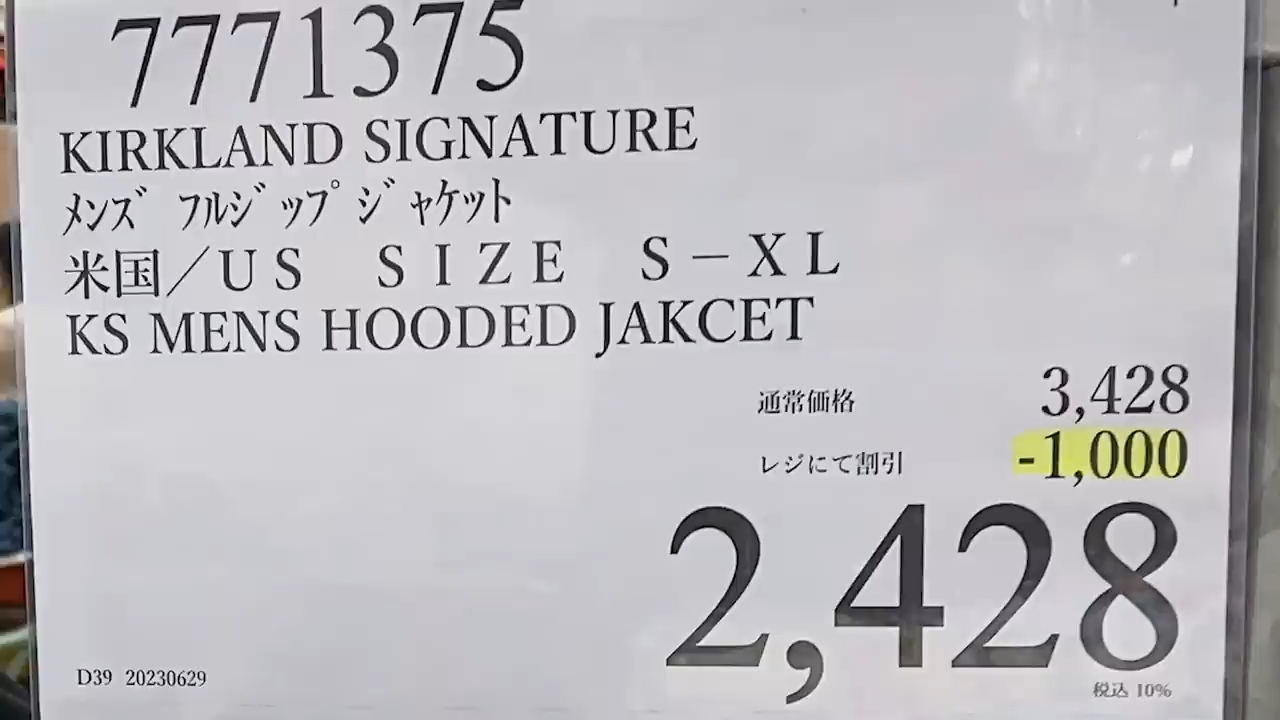 7771375
KIRKLAND SIGNATURE
ﾒﾝｽﾞ ﾌﾙｼﾞｯﾌﾟ ｼﾞｬｹｯﾄ
米国／ＵＳ　ＳＩＺＥ　Ｓ－ＸＬ
KS MENS HOODED JAKCET
通常価格 3,428
レジにて割引 -1,000
2,428
D39 20230629
税込 10%